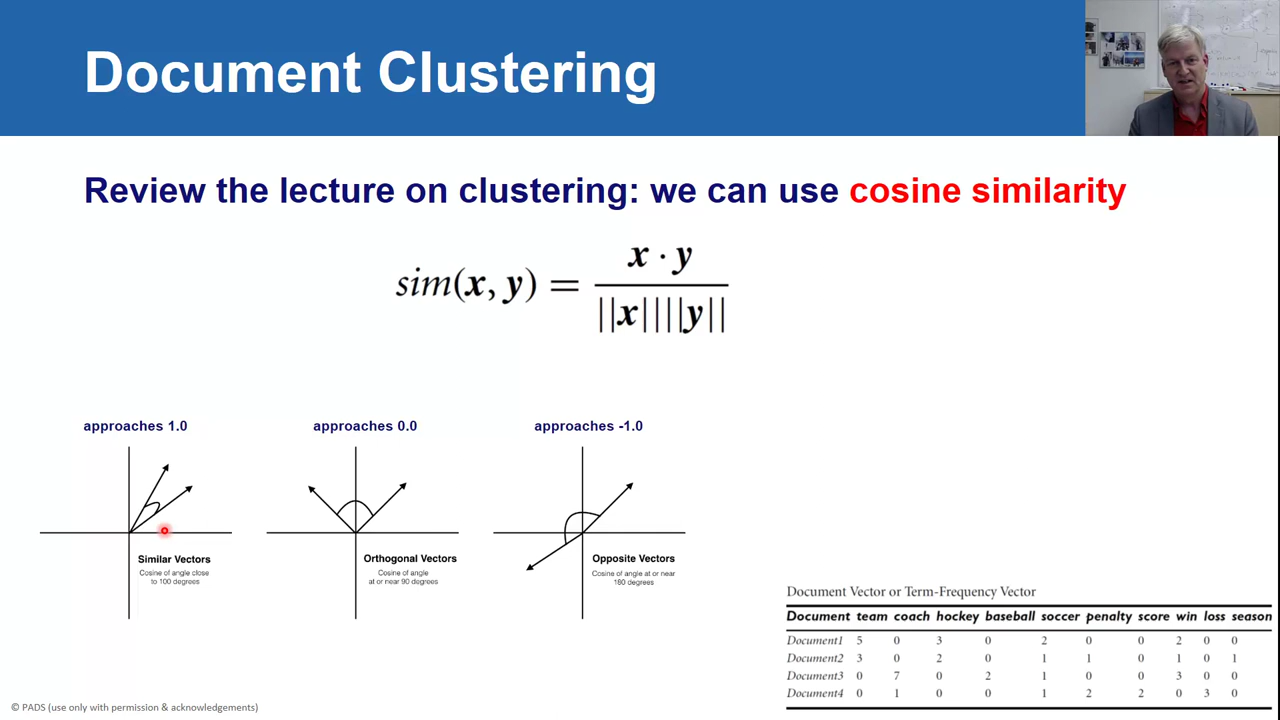 Document Clustering
Review the lecture on clustering: we can use cosine similarity
sim(x, y) = x · y / ||x||||y||
approaches 1.0
approaches 0.0
approaches -1.0
Similar Vectors
Cosine of angle close
to 100 degrees
Orthogonal Vectors
Cosine of angle
at or near 90 degrees
Opposite Vectors
Cosine of angle at or near
180 degrees
Document Vector or Term-Frequency Vector
Document team coach hockey baseball soccer penalty score win loss season
Document1 5 0 3 0 2 0 0 2 0 0
Document2 3 0 2 0 1 1 0 1 0 1
Document3 0 7 0 2 1 0 0 3 0 0
Document4 0 1 0 0 1 2 2 0 3 0
© PADS (use only with permission & acknowledgements)